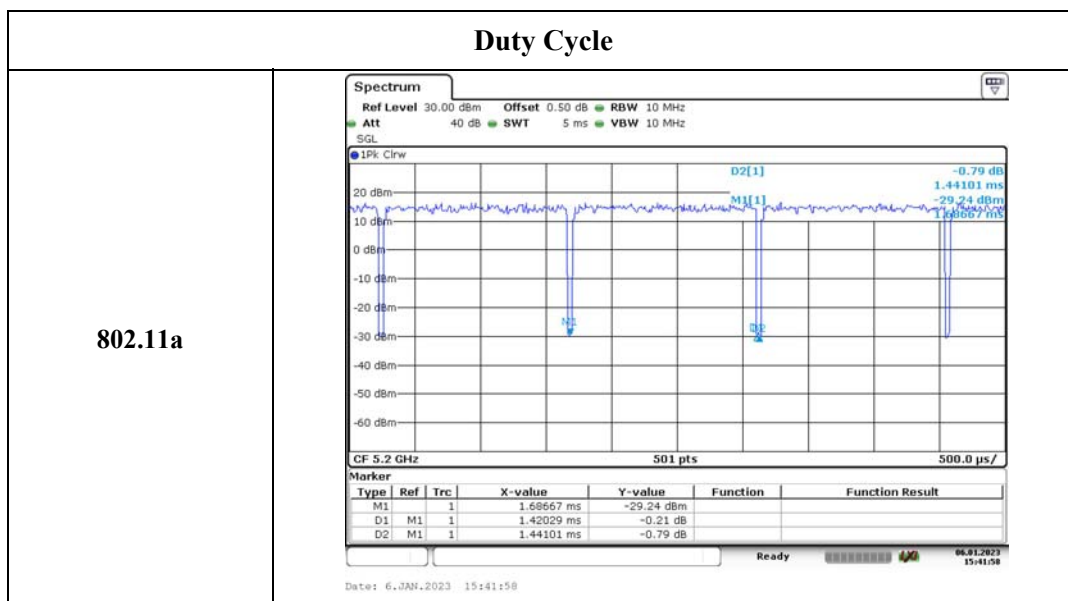 Duty Cycle
802.11a
Spectrum
Ref Level 30.00 dBm Offset 0.50 dB RBW 10 MHz
Att 40 dB SWT 5 ms VBW 10 MHz
SGL
1Pk Clrw
D2[1] -0.79 dB
1.44101 ms
M1[1] -29.24 dBm
1.68667 ms
20 dBm
10 dBm
0 dBm
-10 dBm
-20 dBm
M1
D2
-30 dBm
-40 dBm
-50 dBm
-60 dBm
CF 5.2 GHz 501 pts 500.0 µs/
Marker
Type Ref Trc X-value Y-value Function Function Result
M1 1 1.68667 ms -29.24 dBm
D1 M1 1 1.42029 ms -0.21 dB
D2 M1 1 1.44101 ms -0.79 dB
Ready 06.01.2023
15:41:58
Date: 6.JAN.2023 15:41:58